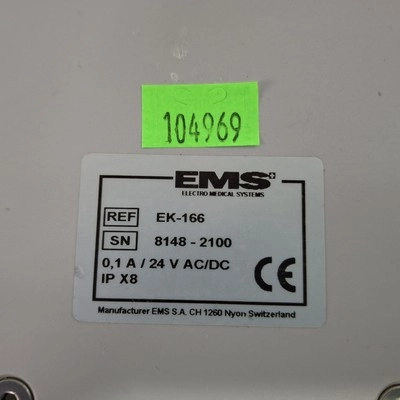 104969
EMS+
ELECTRO MEDICAL SYSTEMS
REF EK-166
SN 8148 - 2100
0,1 A / 24 V AC/DC
IP X8
CE
Manufacturer EMS S.A. CH 1260 Nyon Switzerland